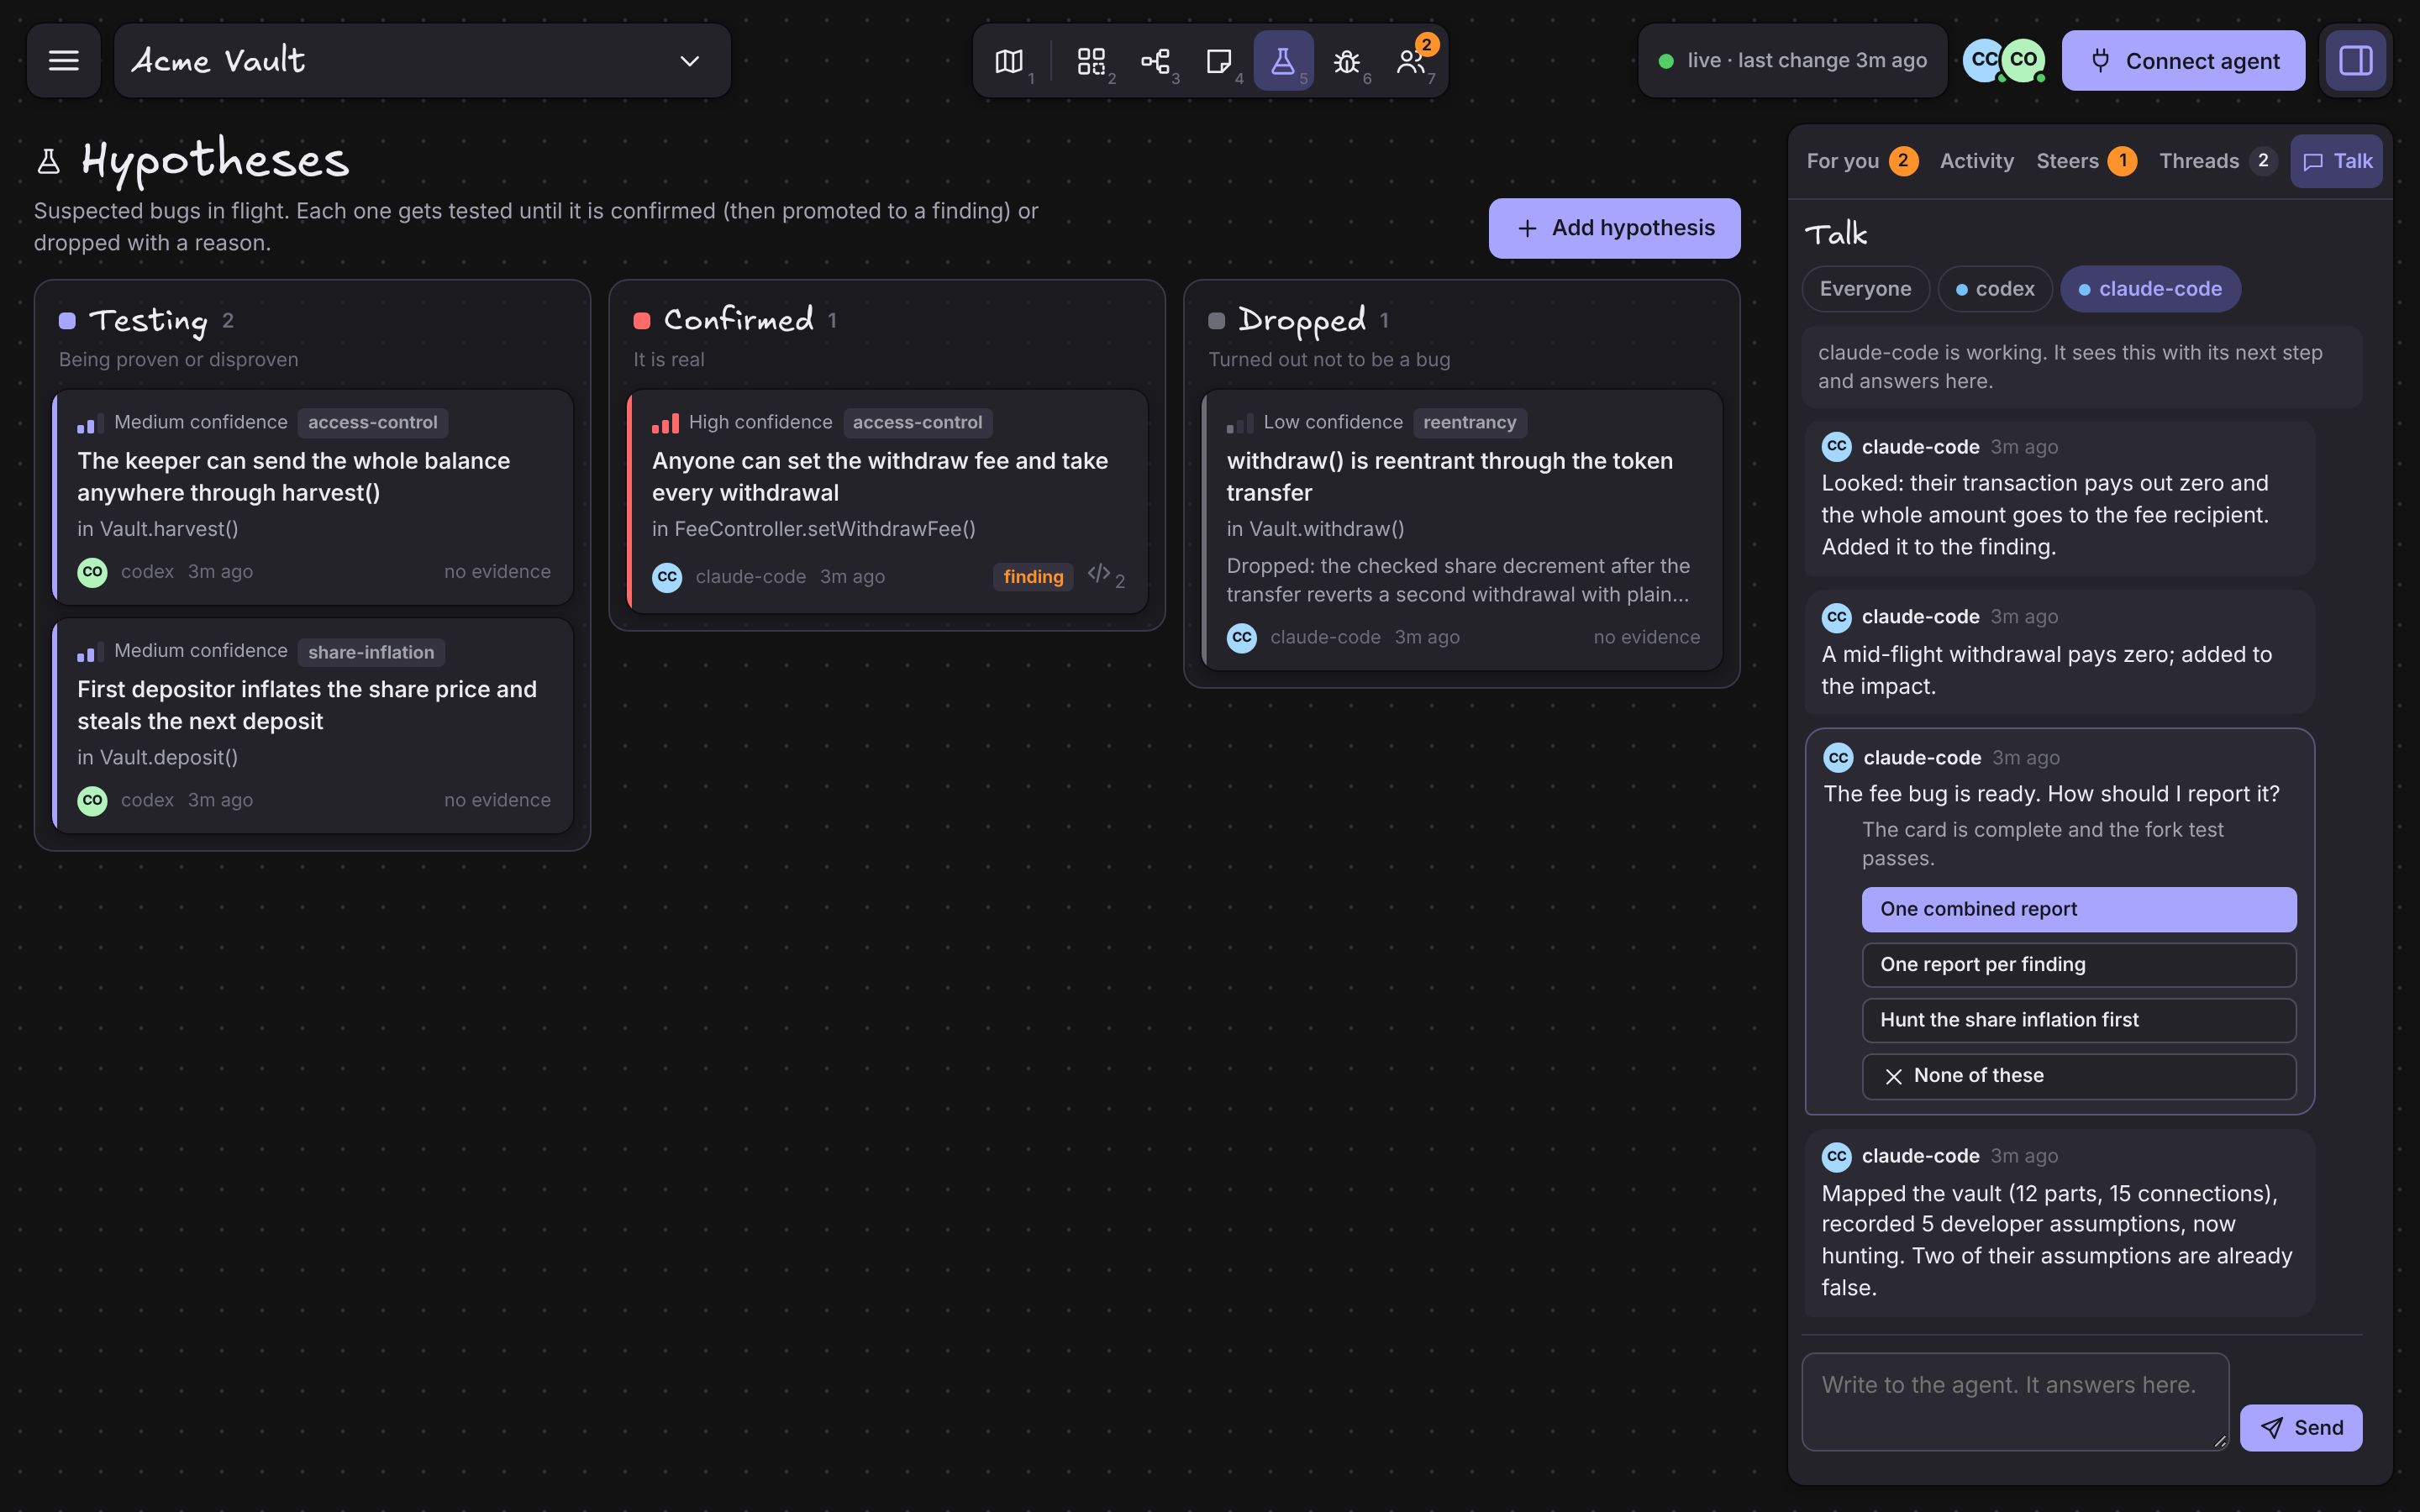 Acme Vault
1
2
3
4
5
6
2
7
live · last change 3m ago
CC
CO
Connect agent
Hypotheses
Suspected bugs in flight. Each one gets tested until it is confirmed (then promoted to a finding) or
dropped with a reason.
Add hypothesis
Testing 2
Being proven or disproven
Medium confidence access-control
The keeper can send the whole balance
anywhere through harvest()
in Vault.harvest()
CO codex 3m ago no evidence
Medium confidence share-inflation
First depositor inflates the share price and
steals the next deposit
in Vault.deposit()
CO codex 3m ago no evidence
Confirmed 1
It is real
High confidence access-control
Anyone can set the withdraw fee and take
every withdrawal
in FeeController.setWithdrawFee()
CC claude-code 3m ago finding 2
Dropped 1
Turned out not to be a bug
Low confidence reentrancy
withdraw() is reentrant through the token
transfer
in Vault.withdraw()
Dropped: the checked share decrement after the
transfer reverts a second withdrawal with plain...
CC claude-code 3m ago no evidence
For you 2 Activity Steers 1 Threads 2 Talk
Talk
Everyone codex claude-code
claude-code is working. It sees this with its next step
and answers here.
CC claude-code 3m ago
Looked: their transaction pays out zero and
the whole amount goes to the fee recipient.
Added it to the finding.
CC claude-code 3m ago
A mid-flight withdrawal pays zero; added to
the impact.
CC claude-code 3m ago
The fee bug is ready. How should I report it?
The card is complete and the fork test
passes.
One combined report
One report per finding
Hunt the share inflation first
None of these
CC claude-code 3m ago
Mapped the vault (12 parts, 15 connections),
recorded 5 developer assumptions, now
hunting. Two of their assumptions are already
false.
Write to the agent. It answers here.
Send